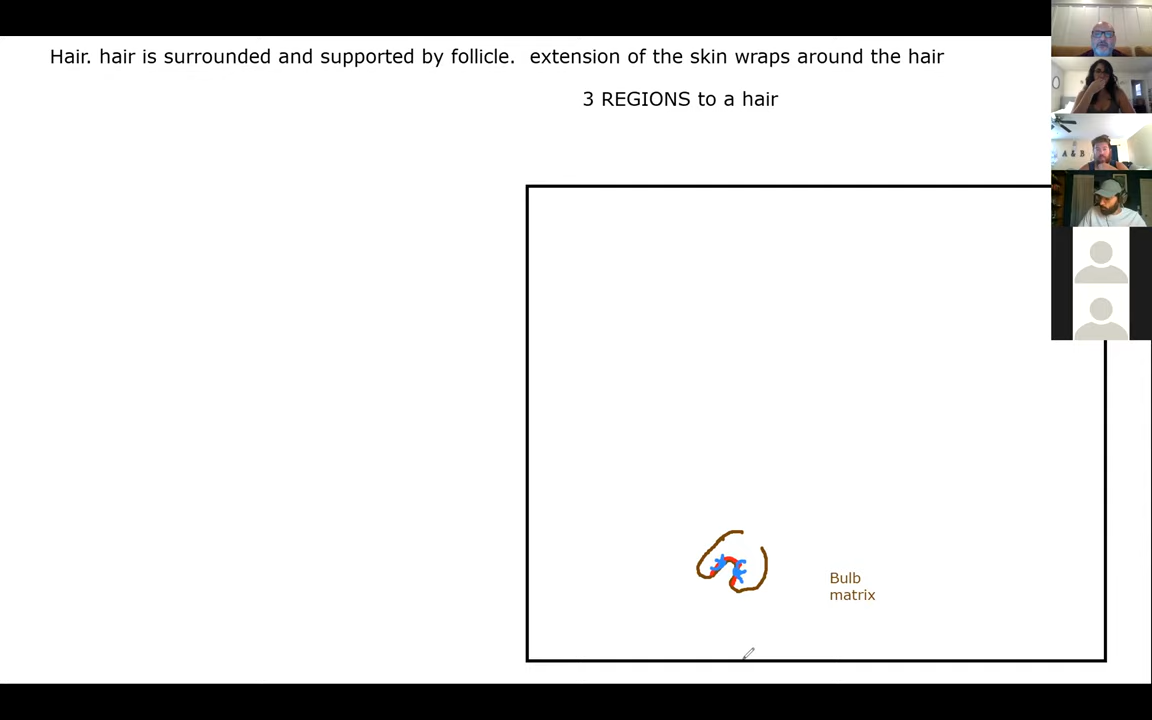 Hair. hair is surrounded and supported by follicle.  extension of the skin wraps around the hair
3 REGIONS to a hair
A & B
Bulb
matrix